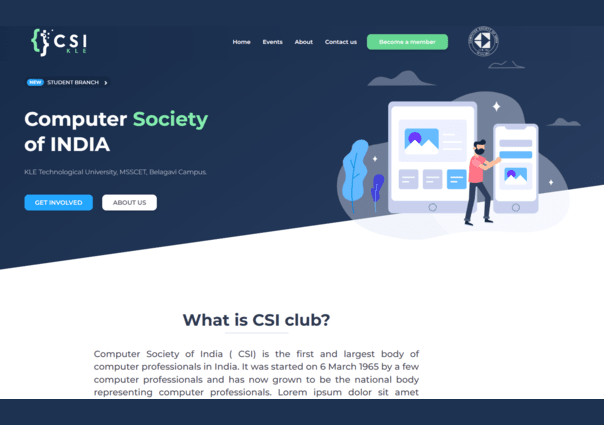 {} CSI
KLE
Home Events About Contact us Become a member
NEW STUDENT BRANCH >
Computer Society
of INDIA
KLE Technological University, MSSCET, Belagavi Campus.
GET INVOLVED ABOUT US
What is CSI club?
Computer Society of India ( CSI) is the first and largest body of
computer professionals in India. It was started on 6 March 1965 by a few
computer professionals and has now grown to be the national body
representing computer professionals. Lorem ipsum dolor sit amet